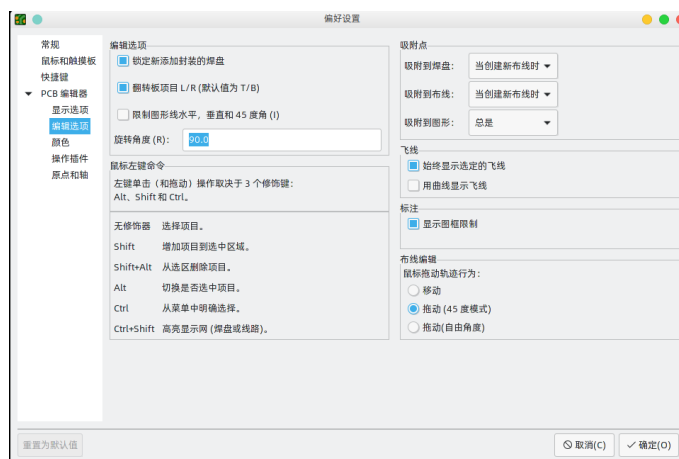 偏好设置
常规
鼠标和触摸板
快捷键
PCB 编辑器
显示选项
编辑选项
颜色
操作插件
原点和轴
编辑选项
锁定新添加封装的焊盘
翻转板项目 L/R (默认值为 T/B)
限制图形线水平，垂直和 45 度角 (I)
旋转角度 (R)：
90.0
鼠标左键命令
左键单击（和拖动）操作取决于 3 个修饰键：
Alt、Shift 和 Ctrl。
无修饰器 选择项目。
Shift 增加项目到选中区域。
Shift+Alt 从选区删除项目。
Alt 切换是否选中项目。
Ctrl 从菜单中明确选择。
Ctrl+Shift 高亮显示网 (焊盘或线路)。
吸附点
吸附到焊盘： 当创建新布线时
吸附到布线： 当创建新布线时
吸附到图形： 总是
飞线
始终显示选定的飞线
用曲线显示飞线
标注
显示图框限制
布线编辑
鼠标拖动轨迹行为：
移动
拖动 (45 度模式)
拖动(自由角度)
重置为默认值
取消(C)
确定(O)